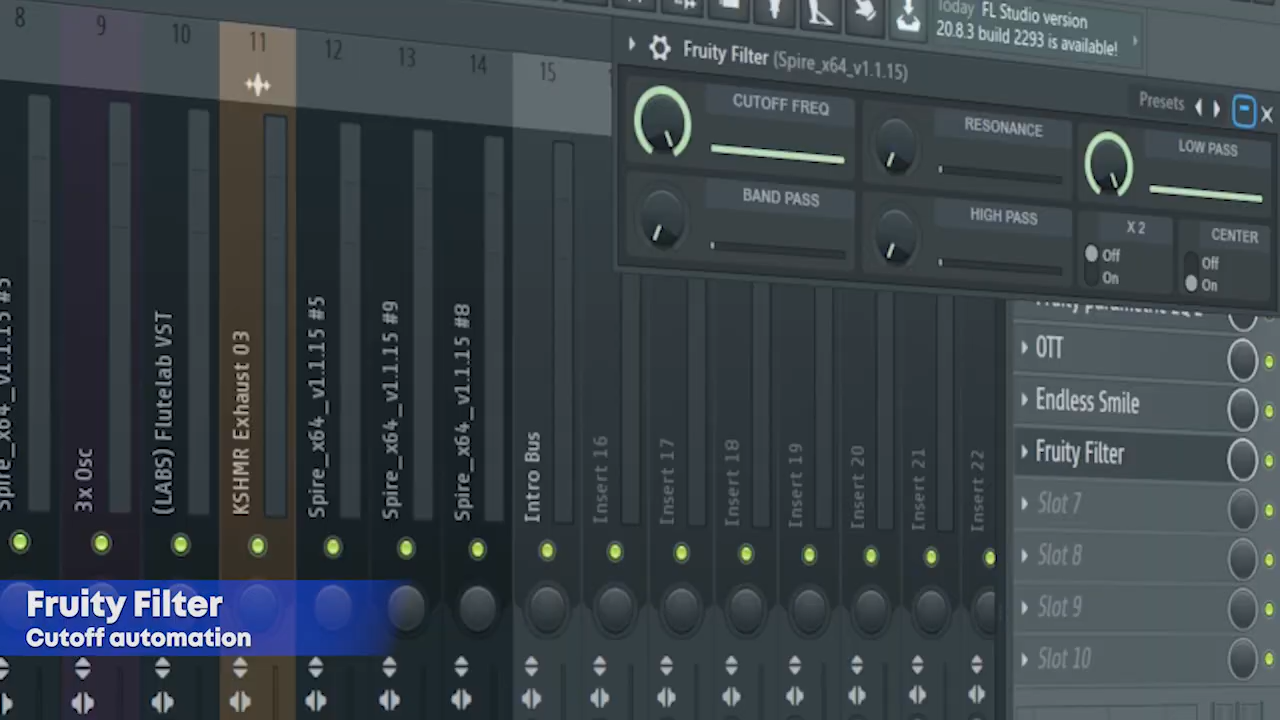 8
9
10
11
12
13
14
15
Today FL Studio version
20.8.3 build 2293 is available!
Fruity Filter (Spire_x64_v1.1.15)
Presets
CUTOFF FREQ
RESONANCE
LOW PASS
BAND PASS
HIGH PASS
X 2
Off
On
CENTER
Off
On
OTT
Endless Smile
Fruity Filter
Slot 7
Slot 8
Slot 9
Slot 10
Spire_x64_v1.1.15 #5
3x Osc
(LABS) Flutelab VST
KSHMR Exhaust 03
Spire_x64_v1.1.15 #5
Spire_x64_v1.1.15 #9
Spire_x64_v1.1.15 #8
Intro Bus
Insert 16
Insert 17
Insert 18
Insert 19
Insert 20
Insert 21
Insert 22
Fruity Filter
Cutoff automation